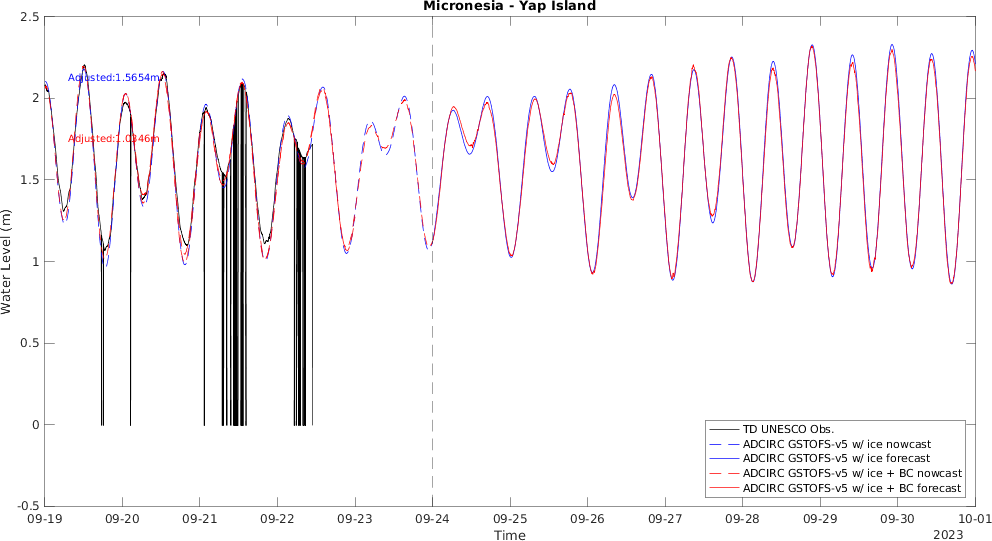 Micronesia - Yap Island
2.5
2
1.5
1
0.5
0
-0.5
Water Level (m)
Adjusted:1.5654m
Adjusted:1.0346m
TD UNESCO Obs.
ADCIRC GSTOFS-v5 w/ ice nowcast
ADCIRC GSTOFS-v5 w/ ice forecast
ADCIRC GSTOFS-v5 w/ ice + BC nowcast
ADCIRC GSTOFS-v5 w/ ice + BC forecast
09-19 09-20 09-21 09-22 09-23 09-24 09-25 09-26 09-27 09-28 09-29 09-30 10-01
Time
2023